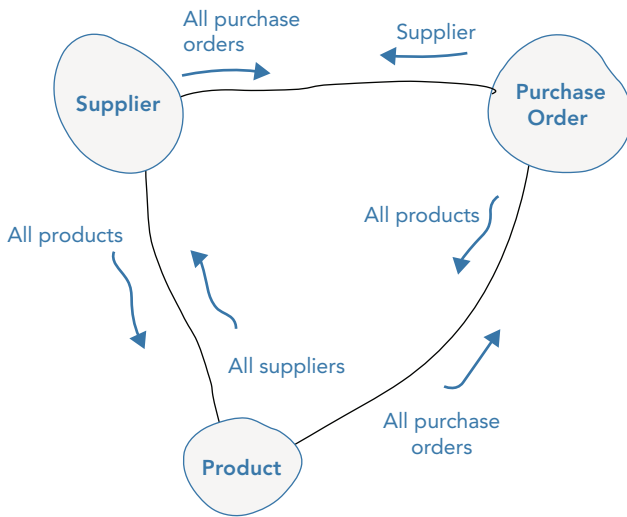 All purchase
orders
Supplier
Supplier
Purchase
Order
All products
All products
All suppliers
All purchase
orders
Product